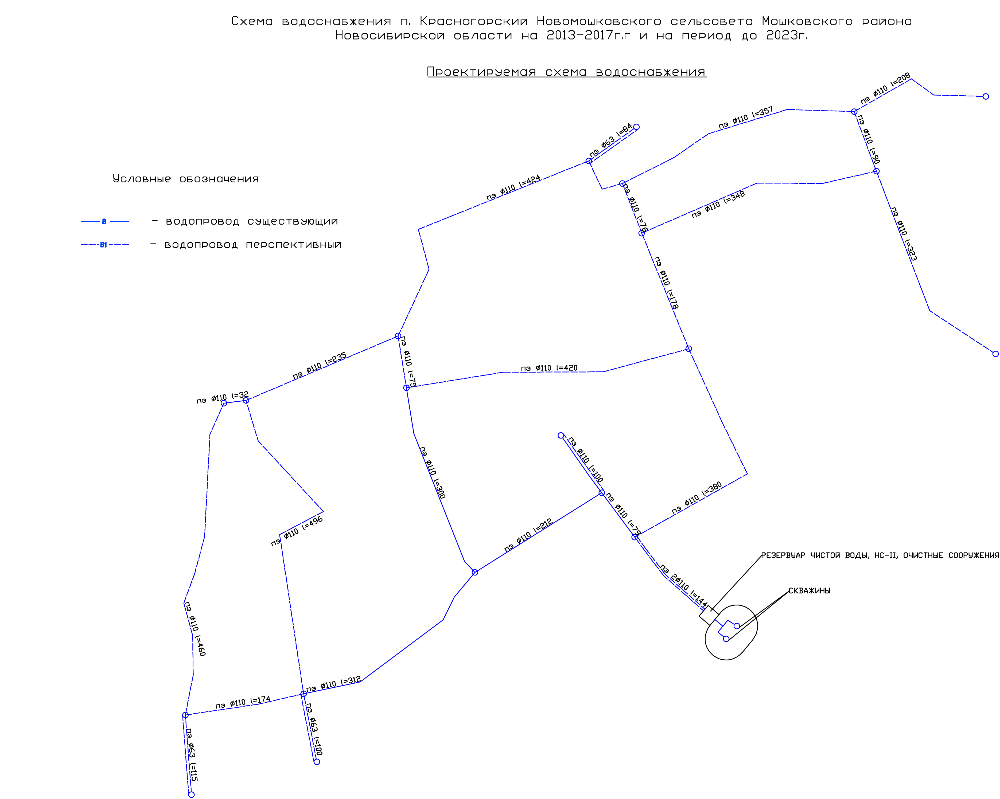 Схема водоснабжения п. Красногорский Новомошковского сельсовета Мошковского района
Новосибирской области на 2013-2017г.г и на период до 2023г.
Проектируемая схема водоснабжения
пэ ø110 l=208
пэ ø110 l=357
пэ ø63 l=84
пэ ø110 l=90
пэ ø110 l=424
пэ ø110 l=76
пэ ø110 l=348
пэ ø110 l=323
Условные обозначения
В - водопровод существующий
В1 - водопровод перспективный
пэ ø110 l=178
пэ ø110 l=235
пэ ø110 l=75
пэ ø110 l=420
пэ ø110 l=32
пэ ø110 l=300
пэ ø110 l=100
пэ ø110 l=380
пэ ø110 l=79
пэ ø110 l=496
пэ ø110 l=212
РЕЗЕРВУАР ЧИСТОЙ ВОДЫ, НС-II, ОЧИСТНЫЕ СООРУЖЕНИЯ
пэ 2ø110 l=144
СКВАЖИНЫ
пэ ø110 l=460
пэ ø110 l=312
пэ ø110 l=174
пэ ø63 l=100
пэ ø63 l=115